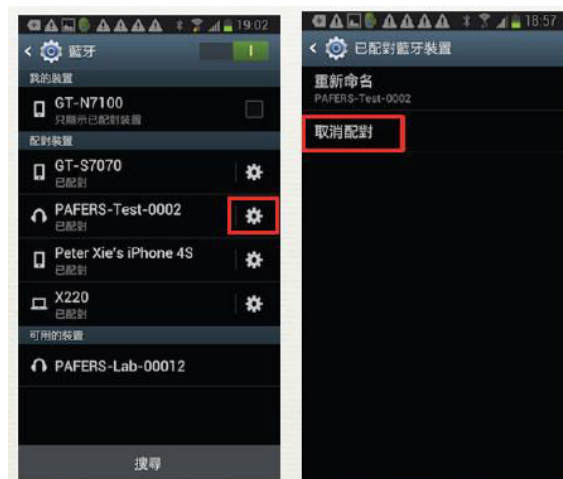 19:02
藍牙
我的裝置
GT-N7100
只顯示已配對裝置
配對裝置
GT-S7070
已配對
PAFERS-Test-0002
已配對
Peter Xie's iPhone 4S
已配對
X220
已配對
可用的裝置
PAFERS-Lab-00012
搜尋
18:57
已配對藍牙裝置
重新命名
PAFERS-Test-0002
取消配對